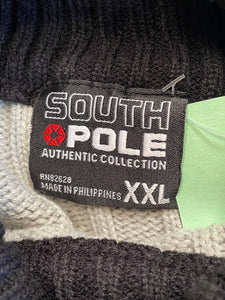 SOUTH
POLE
AUTHENTIC COLLECTION
RN82628
MADE IN PHILIPPINES XXL